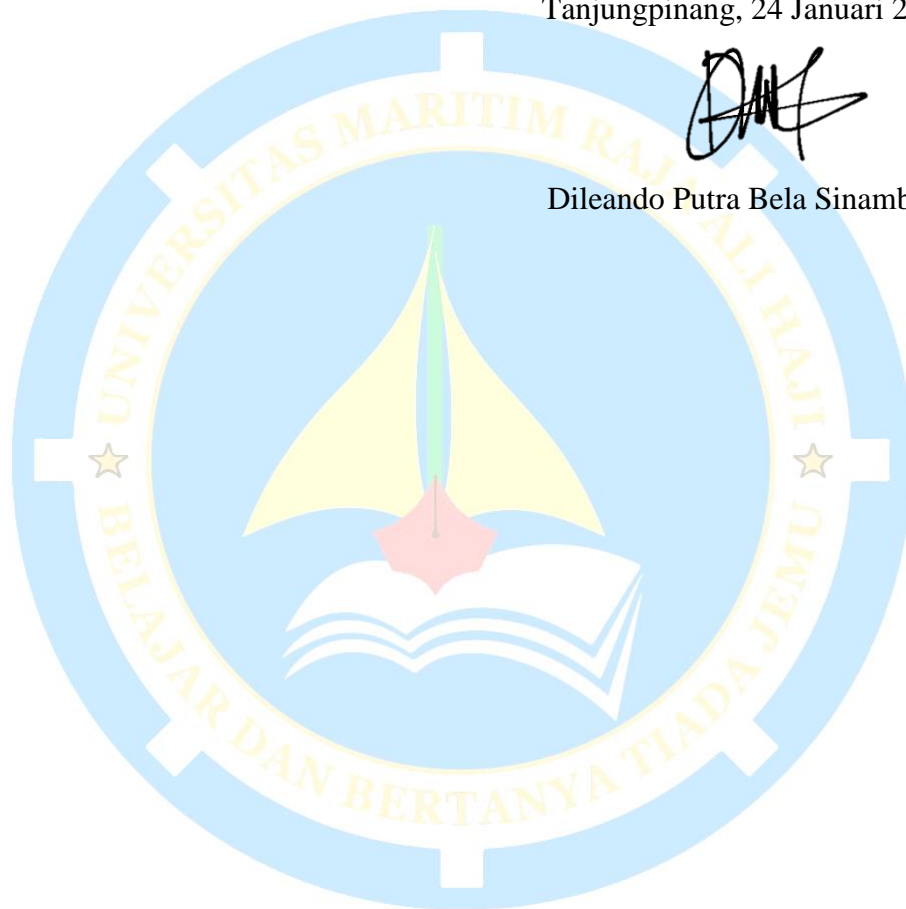 Tanjungpinang, 24 Januari 2
Dileando Putra Bela Sinamb
UNIVERSITAS MARITIM RAJA ALI HAJI
BELAJAR DAN BERTANYA TIADA JEMU